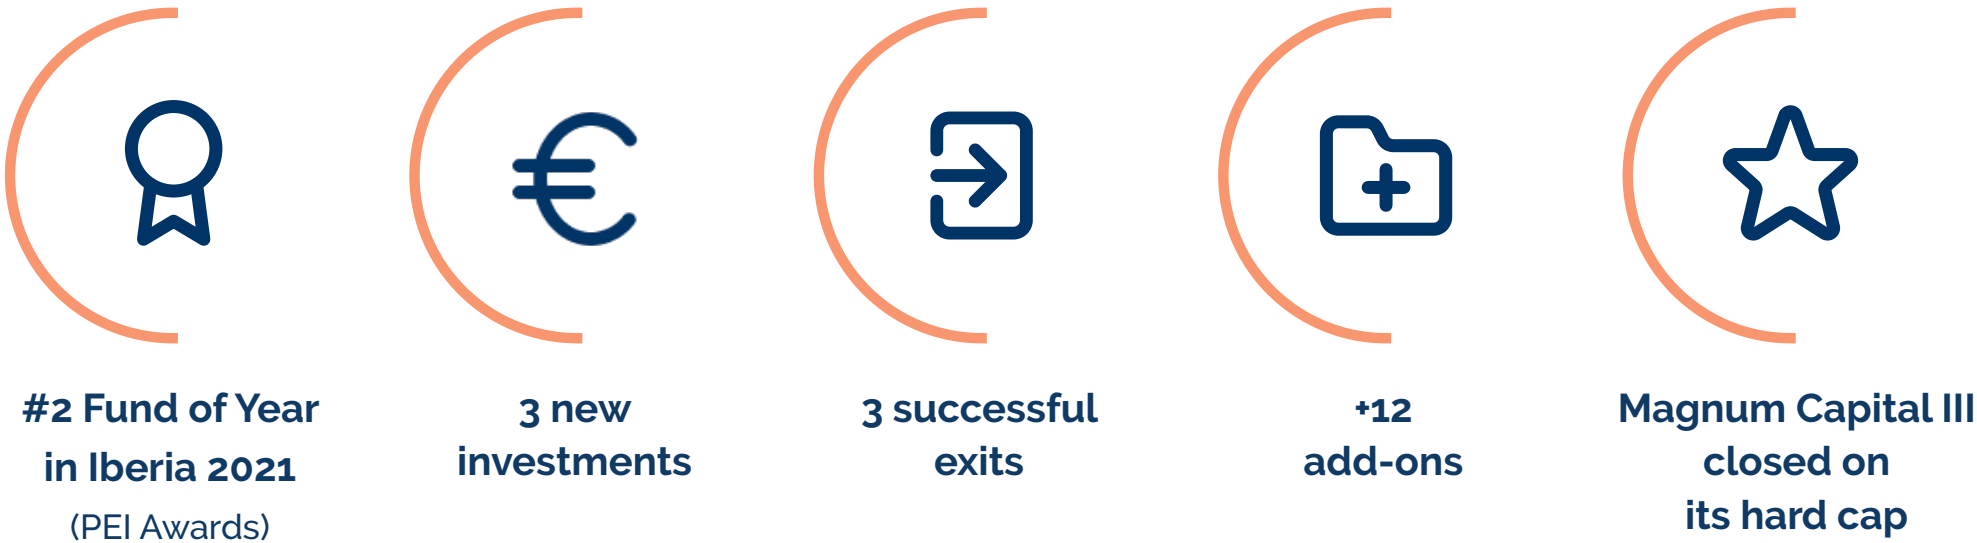 #2 Fund of Year
in Iberia 2021
(PEI Awards)
3 new
investments
3 successful
exits
+12
add-ons
Magnum Capital III
closed on
its hard cap